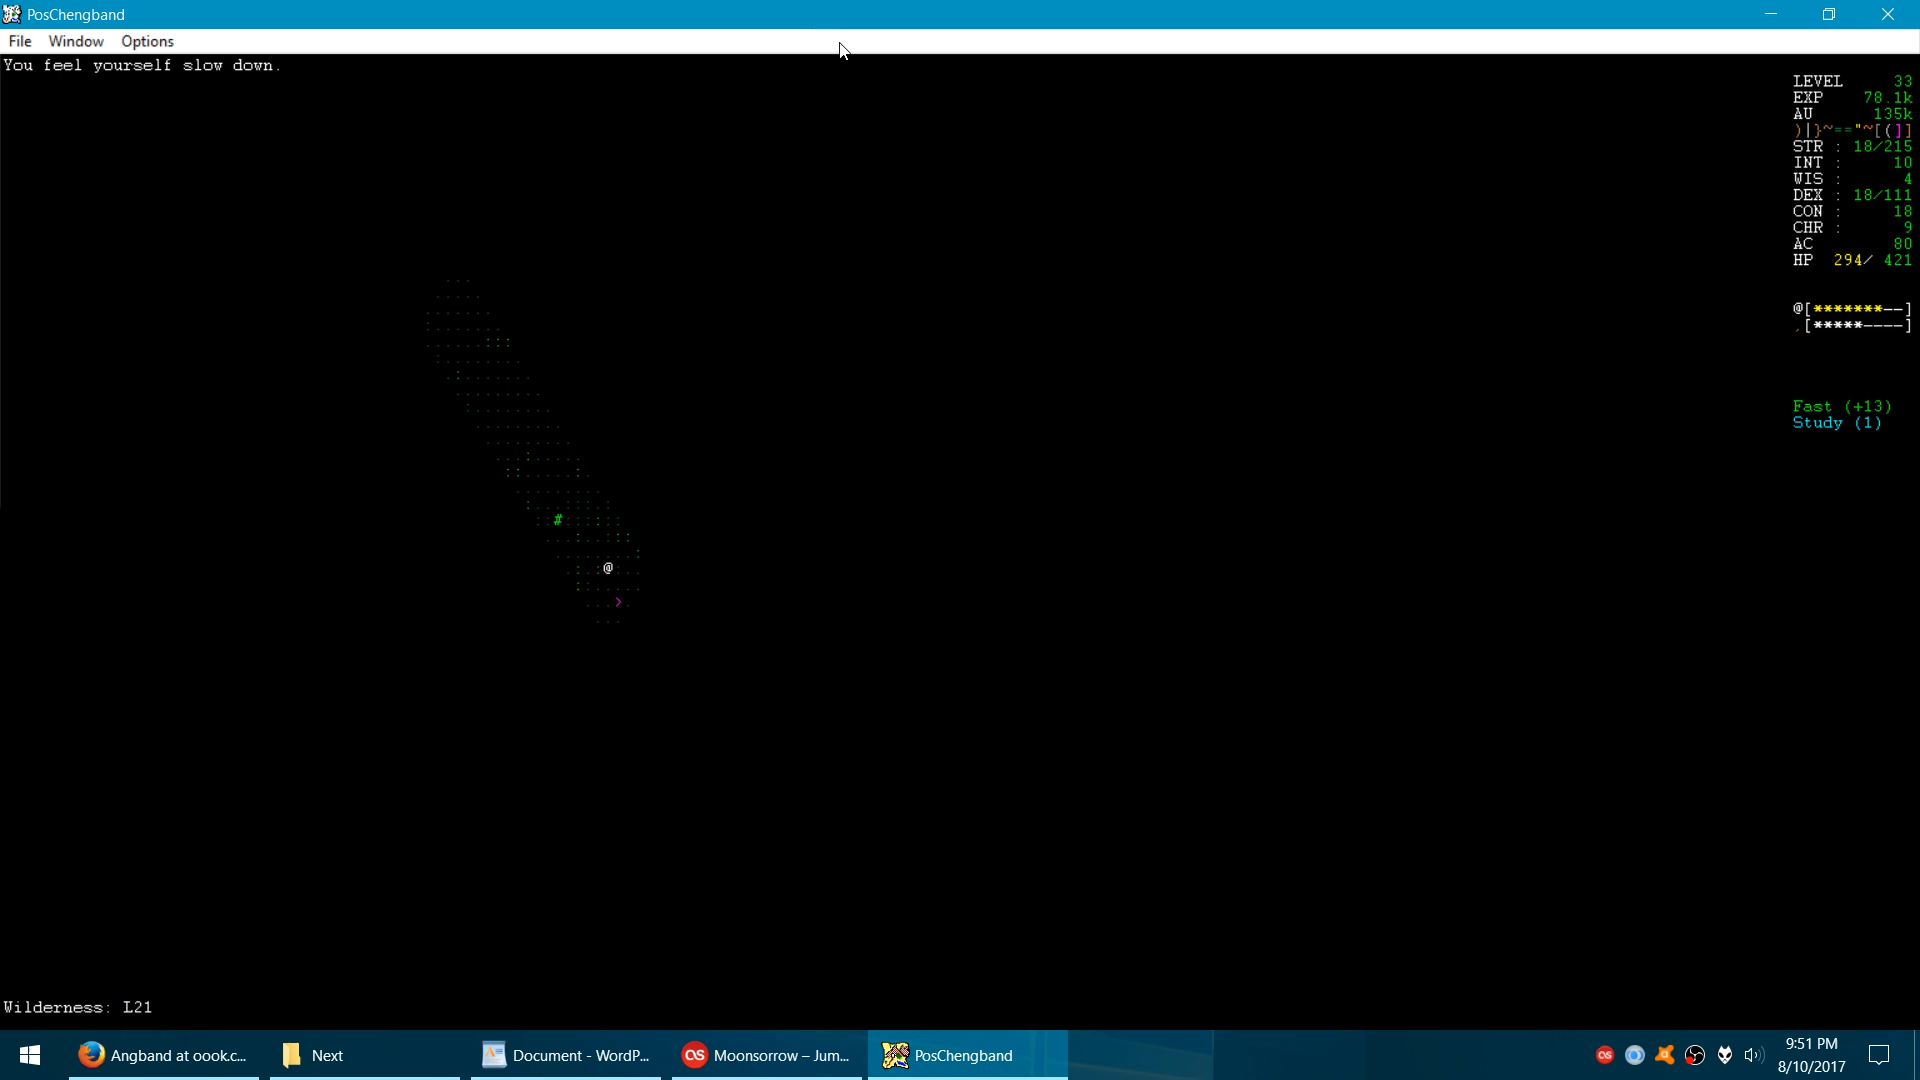 PosChengband
File Window Options
You feel yourself slow down.
LEVEL 33
EXP 78.1k
AU 135k
)|}~=="~[(]]
STR : 18/215
INT : 10
WIS : 4
DEX : 18/111
CON : 18
CHR : 9
AC 80
HP 294/ 421
@[*******--]
,[*****----]
Fast (+13)
Study (1)
#
@
>
Wilderness: L21
Angband at oook.c...
Next
Document - WordP...
Moonsorrow – Jum...
PosChengband
9:51 PM
8/10/2017